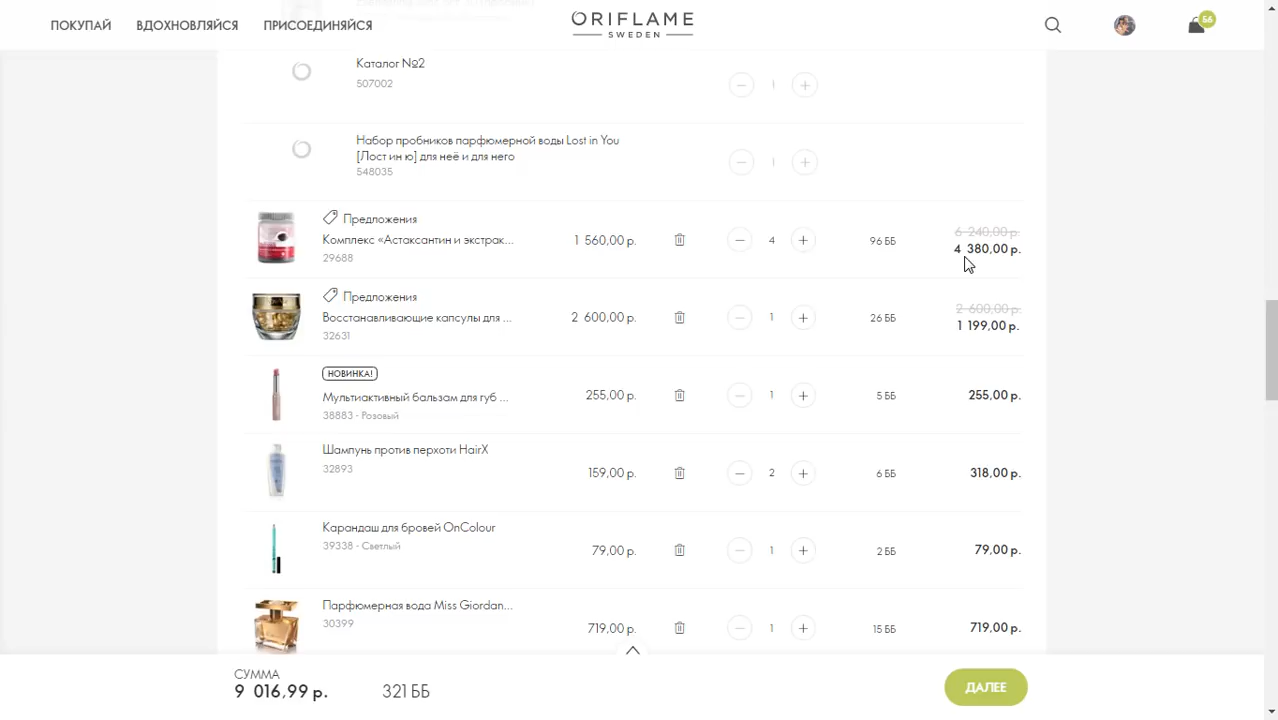 ПОКУПАЙ ВДОХНОВЛЯЙСЯ ПРИСОЕДИНЯЙСЯ ORIFLAME 56
SWEDEN
Каталог №2
507002 1
Набор пробников парфюмерной воды Lost in You
[Лост ин ю] для неё и для него
548035 1
Предложения
Комплекс «Астаксантин и экстрак... 1 560,00 р. 4 96 ББ 6 240,00 р.
29688 4 380,00 р.
Предложения
Восстанавливающие капсулы для ... 2 600,00 р. 1 26 ББ 2 600,00 р.
32631 1 199,00 р.
НОВИНКА!
Мультиактивный бальзам для губ ... 255,00 р. 1 5 ББ 255,00 р.
38883 - Розовый
Шампунь против перхоти HairX
32893 159,00 р. 2 6 ББ 318,00 р.
Карандаш для бровей OnColour
39338 - Светлый 79,00 р. 1 2 ББ 79,00 р.
Парфюмерная вода Miss Giordan...
30399 719,00 р. 1 15 ББ 719,00 р.
СУММА
9 016,99 р. 321 ББ ДАЛЕЕ